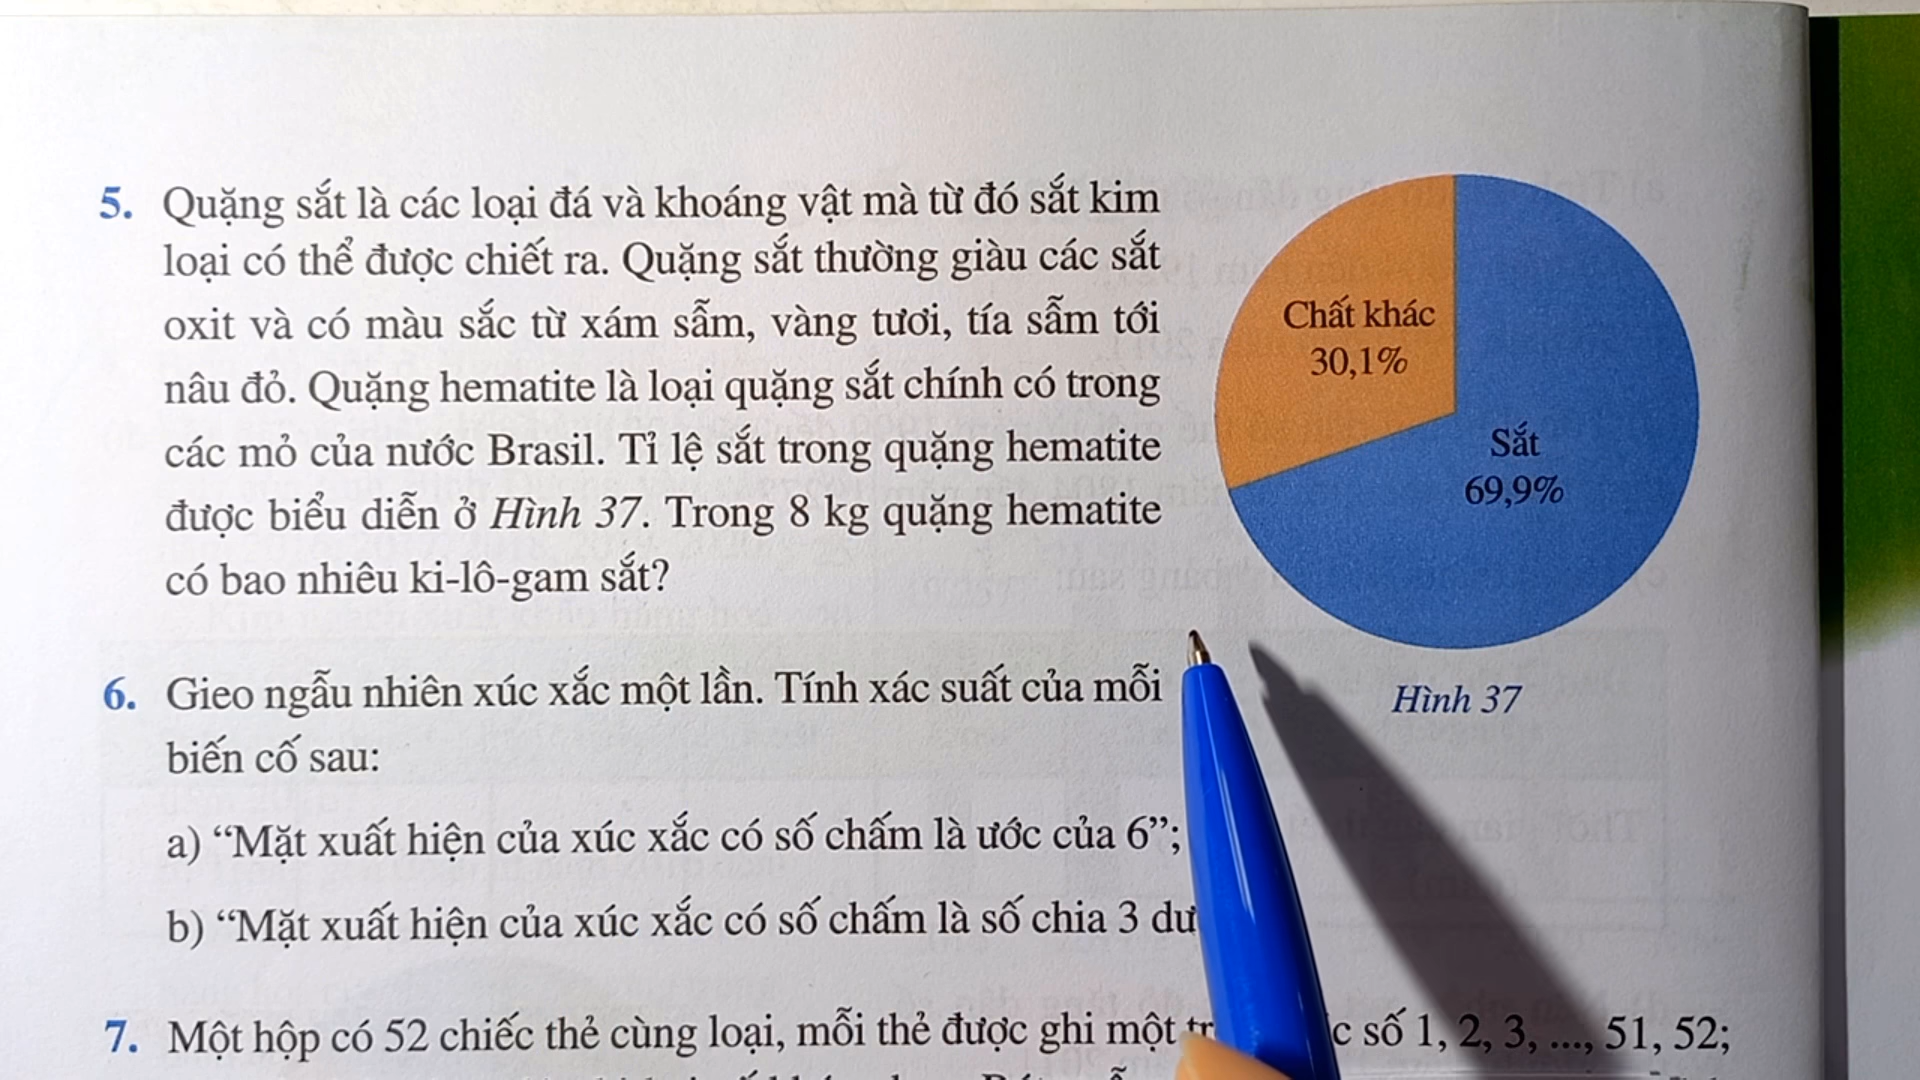 5. Quặng sắt là các loại đá và khoáng vật mà từ đó sắt kim
loại có thể được chiết ra. Quặng sắt thường giàu các sắt
oxit và có màu sắc từ xám sẫm, vàng tươi, tía sẫm tới
nâu đỏ. Quặng hematite là loại quặng sắt chính có trong
các mỏ của nước Brasil. Tỉ lệ sắt trong quặng hematite
được biểu diễn ở Hình 37. Trong 8 kg quặng hematite
có bao nhiêu ki-lô-gam sắt?
Chất khác
30,1%
Sắt
69,9%
Hình 37
6. Gieo ngẫu nhiên xúc xắc một lần. Tính xác suất của mỗi
biến cố sau:
a) “Mặt xuất hiện của xúc xắc có số chấm là ước của 6”;
b) “Mặt xuất hiện của xúc xắc có số chấm là số chia 3 dư
7. Một hộp có 52 chiếc thẻ cùng loại, mỗi thẻ được ghi một số 1, 2, 3, ..., 51, 52;